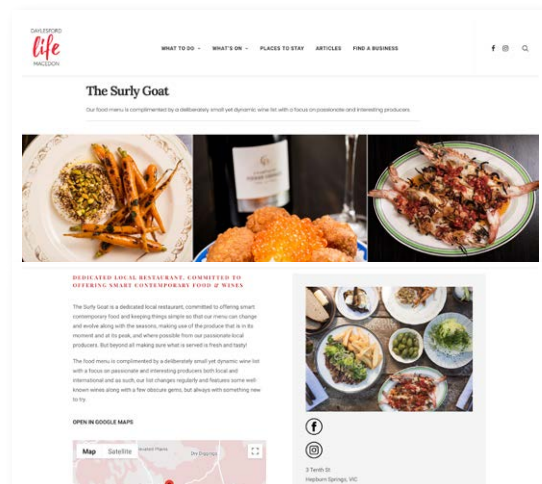 DAYLESFORD
life
MACEDON
WHAT TO DO
WHAT'S ON
PLACES TO STAY
ARTICLES
FIND A BUSINESS
The Surly Goat
Our food menu is complimented by a deliberately small yet dynamic wine list with a focus on passionate and interesting producers.
DEDICATED LOCAL RESTAURANT, COMMITTED TO
OFFERING SMART CONTEMPORARY FOOD & WINES
The Surly Goat is a dedicated local restaurant, committed to offering smart
contemporary food and keeping things simple so that our menu can change
and evolve along with the seasons, making use of the produce that is in its
moment and at its peak, and where possible from our passionate local
producers. But beyond all making sure what is served is fresh and tasty!
The food menu is complimented by a deliberately small yet dynamic wine list
with a focus on passionate and interesting producers both local and
international and as such, our list changes regularly and features some well-
known wines along with a few obscure gems, but always with something new
to try.
OPEN IN GOOGLE MAPS
Map
Satellite
3 Tenth St
Hepburn Springs, VIC